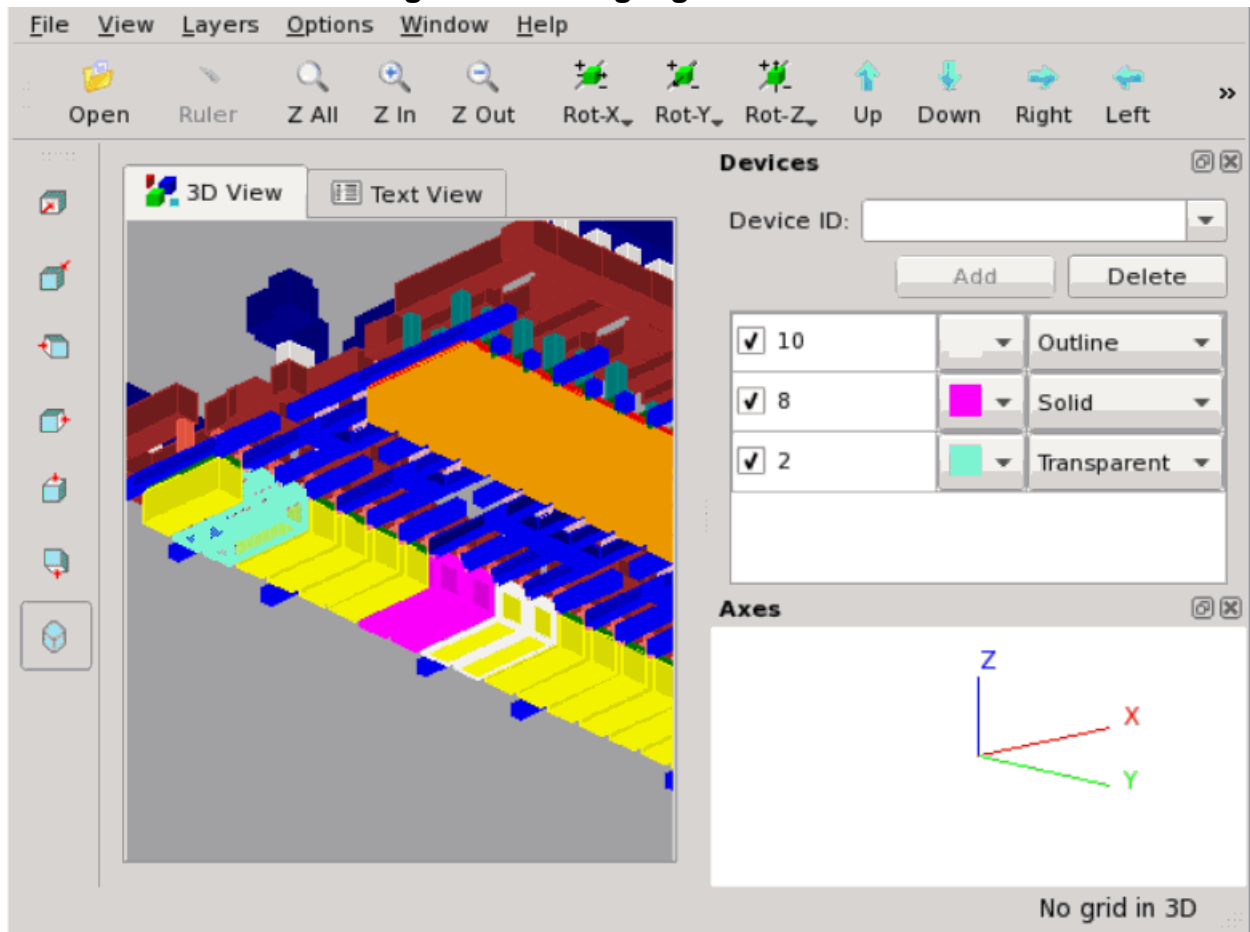 File View Layers Options Window Help
Open Ruler Z All Z In Z Out Rot-X Rot-Y Rot-Z Up Down Right Left »
3D View Text View
Devices
Device ID:
Add Delete
10 Outline
8 Solid
2 Transparent
Axes
Z
X
Y
No grid in 3D